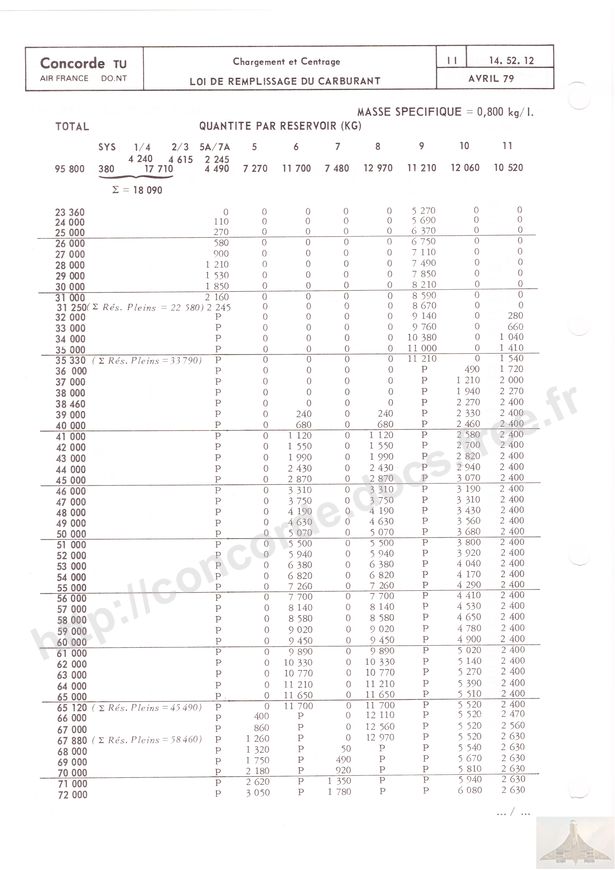 Concorde TU
AIR FRANCE DO.NT
Chargement et Centrage
LOI DE REMPLISSAGE DU CARBURANT
11 14. 52. 12
AVRIL 79
MASSE SPECIFIQUE = 0,800 kg/l.
TOTAL QUANTITE PAR RESERVOIR (KG)
SYS 1/4 2/3 5A/7A 5 6 7 8 9 10 11
4 240 4 615 2 245
95 800 380 17 710 4 490 7 270 11 700 7 480 12 970 11 210 12 060 10 520
Σ = 18 090
23 360 0 0 0 0 0 5 270 0 0
24 000 110 0 0 0 0 5 690 0 0
25 000 270 0 0 0 0 6 370 0 0
26 000 580 0 0 0 0 6 750 0 0
27 000 900 0 0 0 0 7 110 0 0
28 000 1 210 0 0 0 0 7 490 0 0
29 000 1 530 0 0 0 0 7 850 0 0
30 000 1 850 0 0 0 0 8 210 0 0
31 000 2 160 0 0 0 0 8 590 0 0
31 250 (Σ Rés. Pleins = 22 580) 2 245 0 0 0 0 8 670 0 0
32 000 P 0 0 0 0 9 140 0 280
33 000 P 0 0 0 0 9 760 0 660
34 000 P 0 0 0 0 10 380 0 1 040
35 000 P 0 0 0 0 11 000 0 1 410
35 330 (Σ Rés. Pleins = 33 790) P 0 0 0 0 11 210 0 1 540
36 000 P 0 0 0 0 P 490 1 720
37 000 P 0 0 0 0 P 1 210 2 000
38 000 P 0 0 0 0 P 1 940 2 270
38 460 P 0 0 0 0 P 2 270 2 400
39 000 P 0 240 0 240 P 2 330 2 400
40 000 P 0 680 0 680 P 2 460 2 400
41 000 P 0 1 120 0 1 120 P 2 580 2 400
42 000 P 0 1 550 0 1 550 P 2 700 2 400
43 000 P 0 1 990 0 1 990 P 2 820 2 400
44 000 P 0 2 430 0 2 430 P 2 940 2 400
45 000 P 0 2 870 0 2 870 P 3 070 2 400
46 000 P 0 3 310 0 3 310 P 3 190 2 400
47 000 P 0 3 750 0 3 750 P 3 310 2 400
48 000 P 0 4 190 0 4 190 P 3 430 2 400
49 000 P 0 4 630 0 4 630 P 3 560 2 400
50 000 P 0 5 070 0 5 070 P 3 680 2 400
51 000 P 0 5 500 0 5 500 P 3 800 2 400
52 000 P 0 5 940 0 5 940 P 3 920 2 400
53 000 P 0 6 380 0 6 380 P 4 040 2 400
54 000 P 0 6 820 0 6 820 P 4 170 2 400
55 000 P 0 7 260 0 7 260 P 4 290 2 400
56 000 P 0 7 700 0 7 700 P 4 410 2 400
57 000 P 0 8 140 0 8 140 P 4 530 2 400
58 000 P 0 8 580 0 8 580 P 4 650 2 400
59 000 P 0 9 020 0 9 020 P 4 780 2 400
60 000 P 0 9 450 0 9 450 P 4 900 2 400
61 000 P 0 9 890 0 9 890 P 5 020 2 400
62 000 P 0 10 330 0 10 330 P 5 140 2 400
63 000 P 0 10 770 0 10 770 P 5 270 2 400
64 000 P 0 11 210 0 11 210 P 5 390 2 400
65 000 P 0 11 650 0 11 650 P 5 510 2 400
65 120 (Σ Rés. Pleins = 45 490) P 0 11 700 0 11 700 P 5 520 2 400
66 000 P 400 P 0 12 110 P 5 520 2 470
67 000 P 860 P 0 12 560 P 5 520 2 560
67 880 (Σ Rés. Pleins = 58 460) P 1 260 P 0 12 970 P 5 520 2 630
68 000 P 1 320 P 50 P P 5 540 2 630
69 000 P 1 750 P 490 P P 5 670 2 630
70 000 P 2 180 P 920 P P 5 810 2 630
71 000 P 2 620 P 1 350 P P 5 940 2 630
72 000 P 3 050 P 1 780 P P 6 080 2 630
... / ...
http://concorde.docs.free.fr